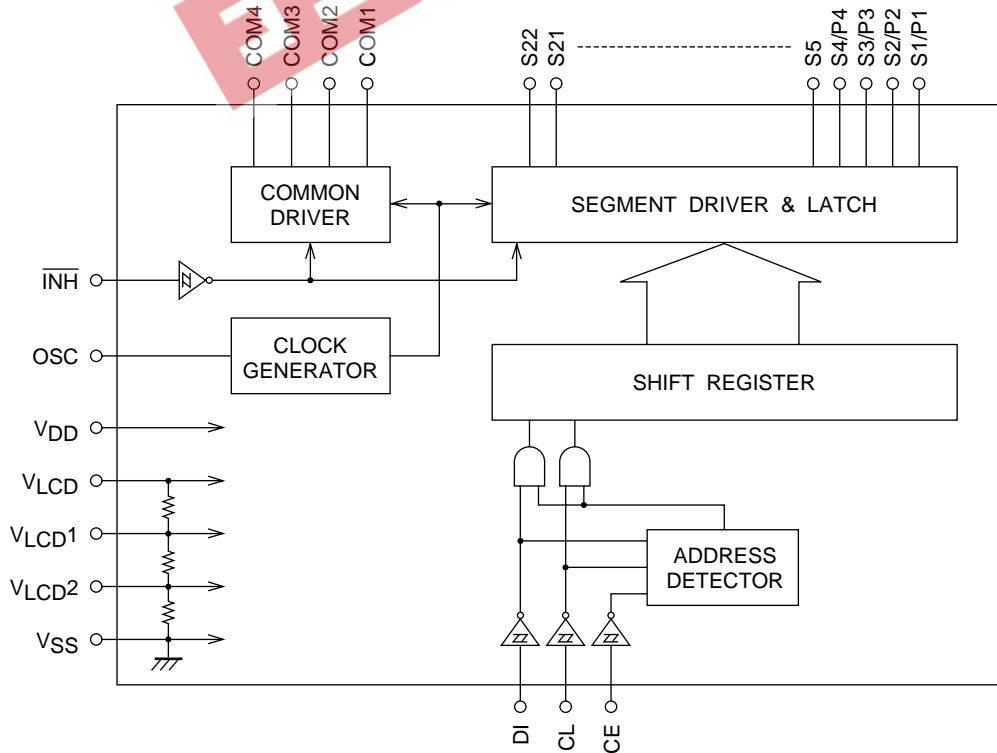 COM4
COM3
COM2
COM1
S22
S21
S5
S4/P4
S3/P3
S2/P2
S1/P1
COMMON
DRIVER
SEGMENT DRIVER & LATCH
INH
OSC
CLOCK
GENERATOR
SHIFT REGISTER
VDD
VLCD
VLCD1
VLCD2
VSS
ADDRESS
DETECTOR
DI
CL
CE